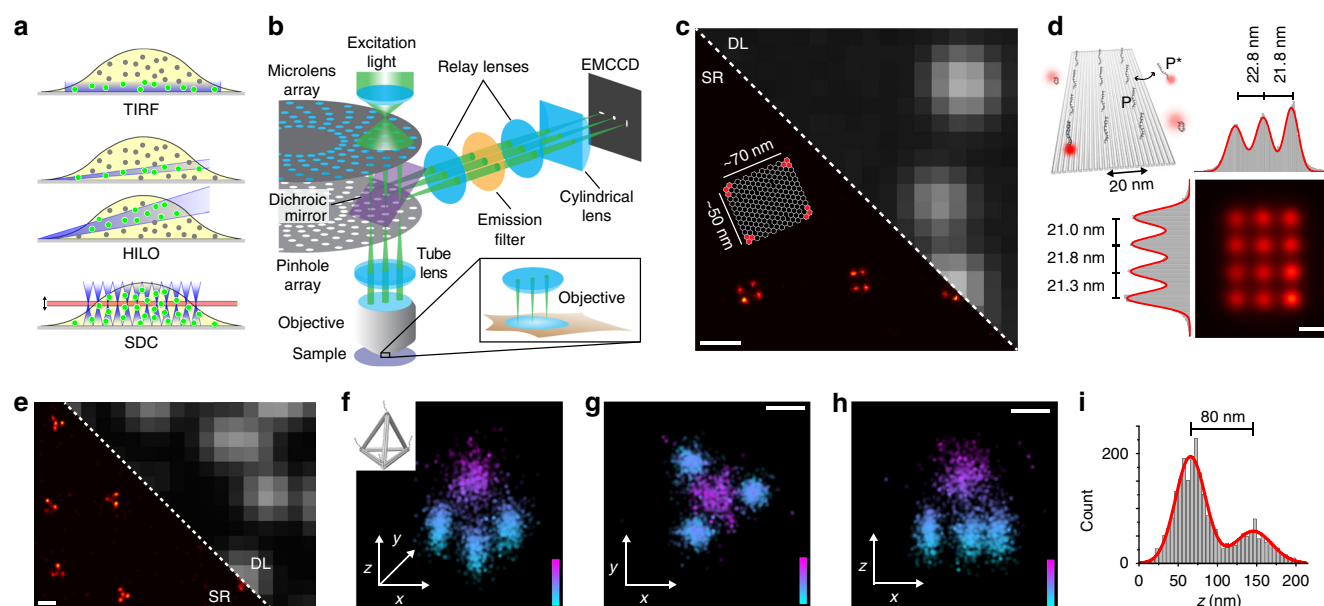 a
TIRF
HILO
SDC
b
Excitation
light
Microlens
array
Relay lenses
EMCCD
Dichroic
mirror
Emission
filter
Cylindrical
lens
Pinhole
array
Tube
lens
Objective
Sample
Objective
c
DL
SR
~70 nm
~50 nm
d
P*
P
20 nm
22.8 nm
21.8 nm
21.0 nm
21.8 nm
21.3 nm
e
DL
SR
f
z
y
x
g
y
x
h
z
x
i
80 nm
Count
200
0
0
50
100
150
200
z (nm)